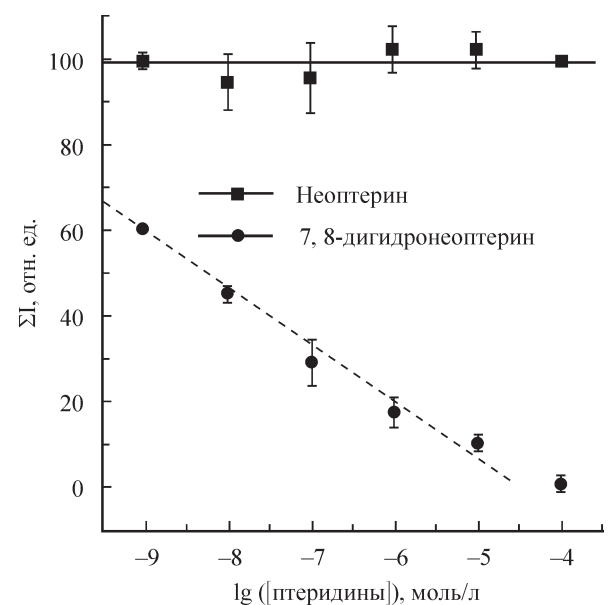 100
80
60
40
20
0
ΣI, отн. ед.
Неоптерин
7, 8-дигидронеоптерин
–9 –8 –7 –6 –5 –4
lg ([птеридины]), моль/л